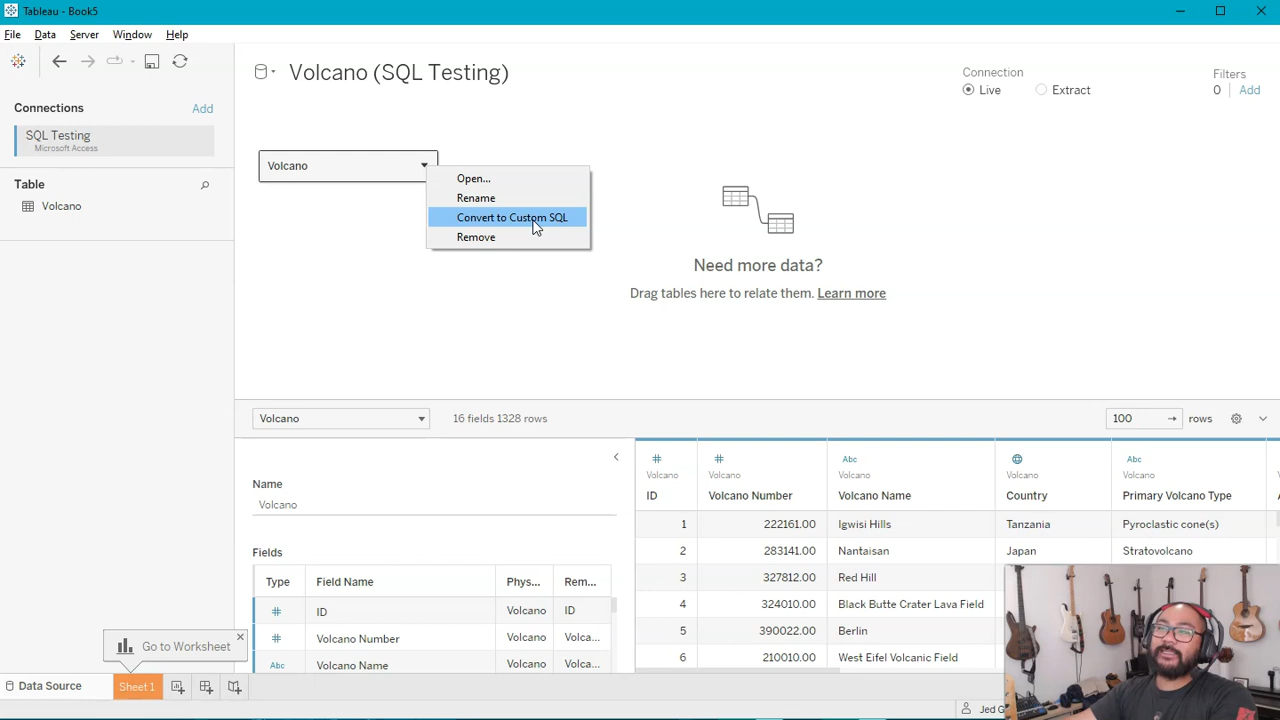 Tableau - Book5
File Data Server Window Help
Connections Add
SQL Testing
Microsoft Access
Table
Volcano
Volcano (SQL Testing)
Connection
Live Extract
Filters
0 Add
Volcano
Open...
Rename
Convert to Custom SQL
Remove
Need more data?
Drag tables here to relate them. Learn more
Volcano 16 fields 1328 rows 100 rows
Name
Volcano
Fields
Type Field Name Phys... Rem...
# ID Volcano ID
# Volcano Number Volcano Volca...
Abc Volcano Name Volcano Volca...
# # Abc Abc
Volcano Volcano Volcano Volcano Volcano
ID Volcano Number Volcano Name Country Primary Volcano Type
1 222161.00 Igwisi Hills Tanzania Pyroclastic cone(s)
2 283141.00 Nantaisan Japan Stratovolcano
3 327812.00 Red Hill
4 324010.00 Black Butte Crater Lava Field
5 390022.00 Berlin
6 210010.00 West Eifel Volcanic Field
Go to Worksheet
Data Source Sheet 1
Jed G